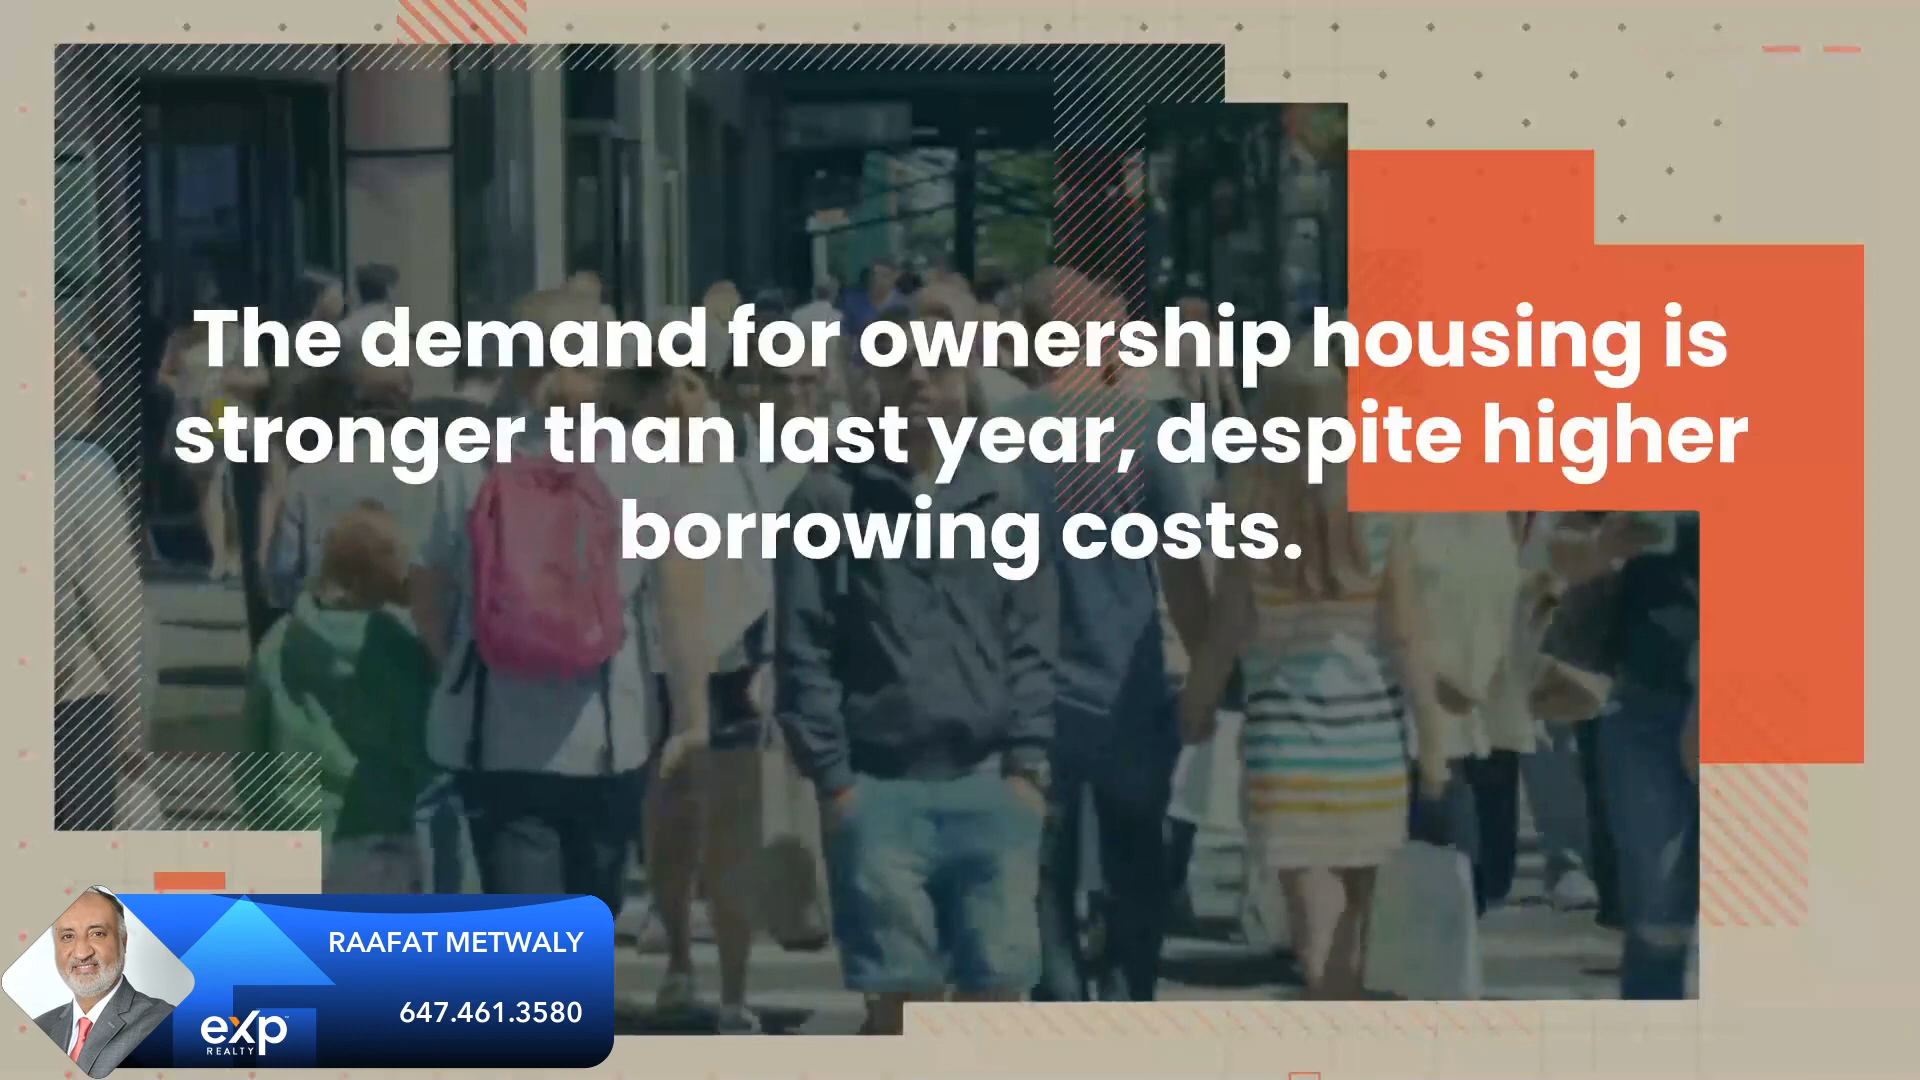 The demand for ownership housing is
stronger than last year, despite higher
borrowing costs.
RAAFAT METWALY
647.461.3580
eXp
REALTY